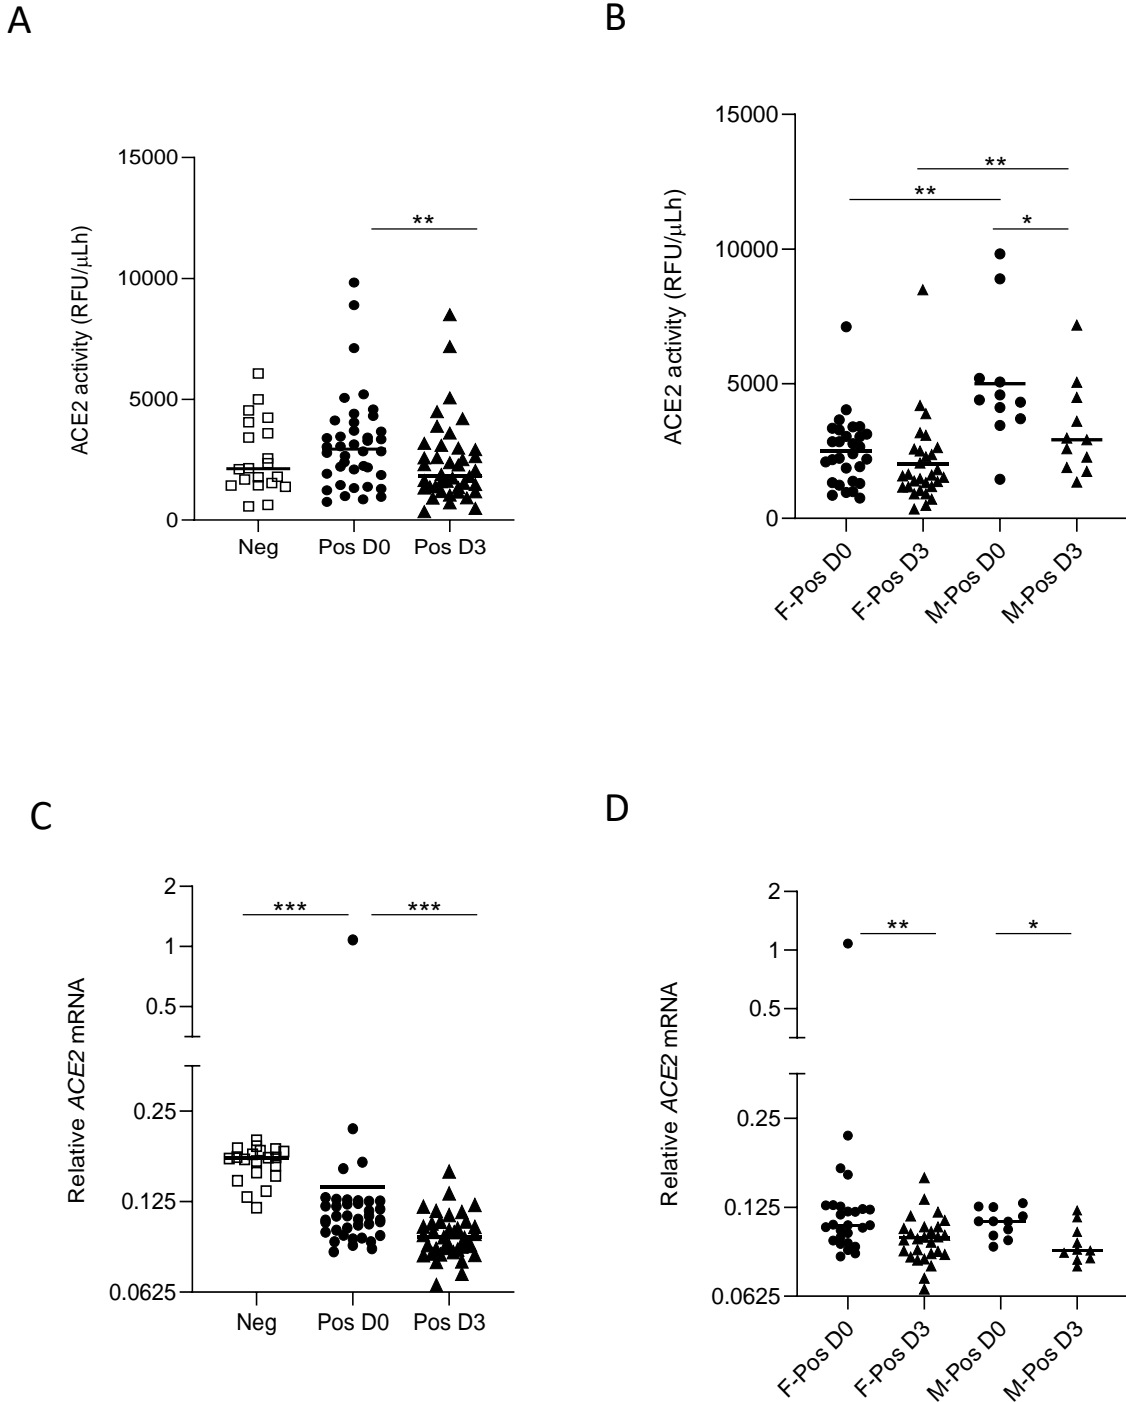 A
ACE2 activity (RFU/μLh)
15000
10000
5000
0
**
Neg Pos D0 Pos D3
B
ACE2 activity (RFU/μLh)
15000
10000
5000
0
**
**
*
F-Pos D0 F-Pos D3 M-Pos D0 M-Pos D3
C
Relative ACE2 mRNA
2
1
0.5
0.25
0.125
0.0625
*** ***
Neg Pos D0 Pos D3
D
Relative ACE2 mRNA
2
1
0.5
0.25
0.125
0.0625
** *
F-Pos D0 F-Pos D3 M-Pos D0 M-Pos D3